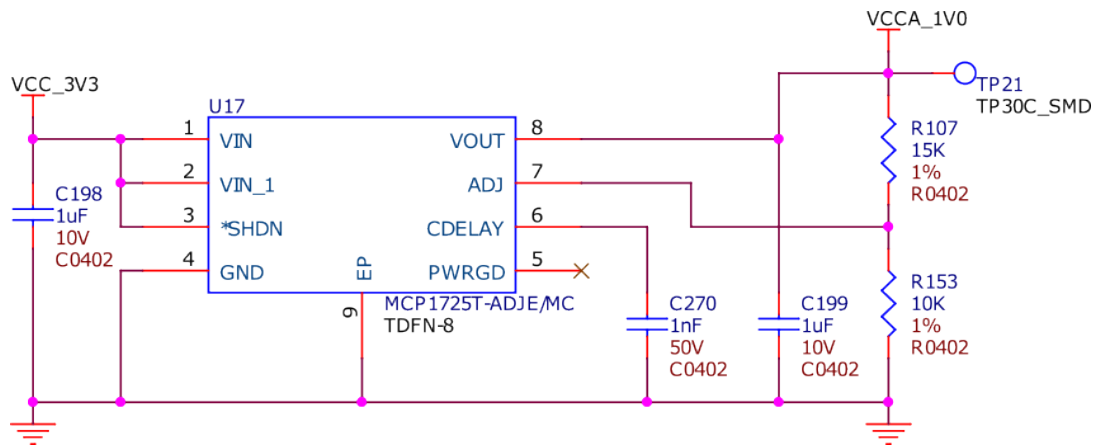 VCCA_1V0
VCC_3V3
TP21
TP30C_SMD
U17
1
VIN
VOUT
8
R107
15K
1%
R0402
2
VIN_1
ADJ
7
C198
1uF
10V
C0402
3
*SHDN
CDELAY
6
4
GND
EP
PWRGD
5
9
MCP1725T-ADJE/MC
TDFN-8
C270
1nF
50V
C0402
C199
1uF
10V
C0402
R153
10K
1%
R0402